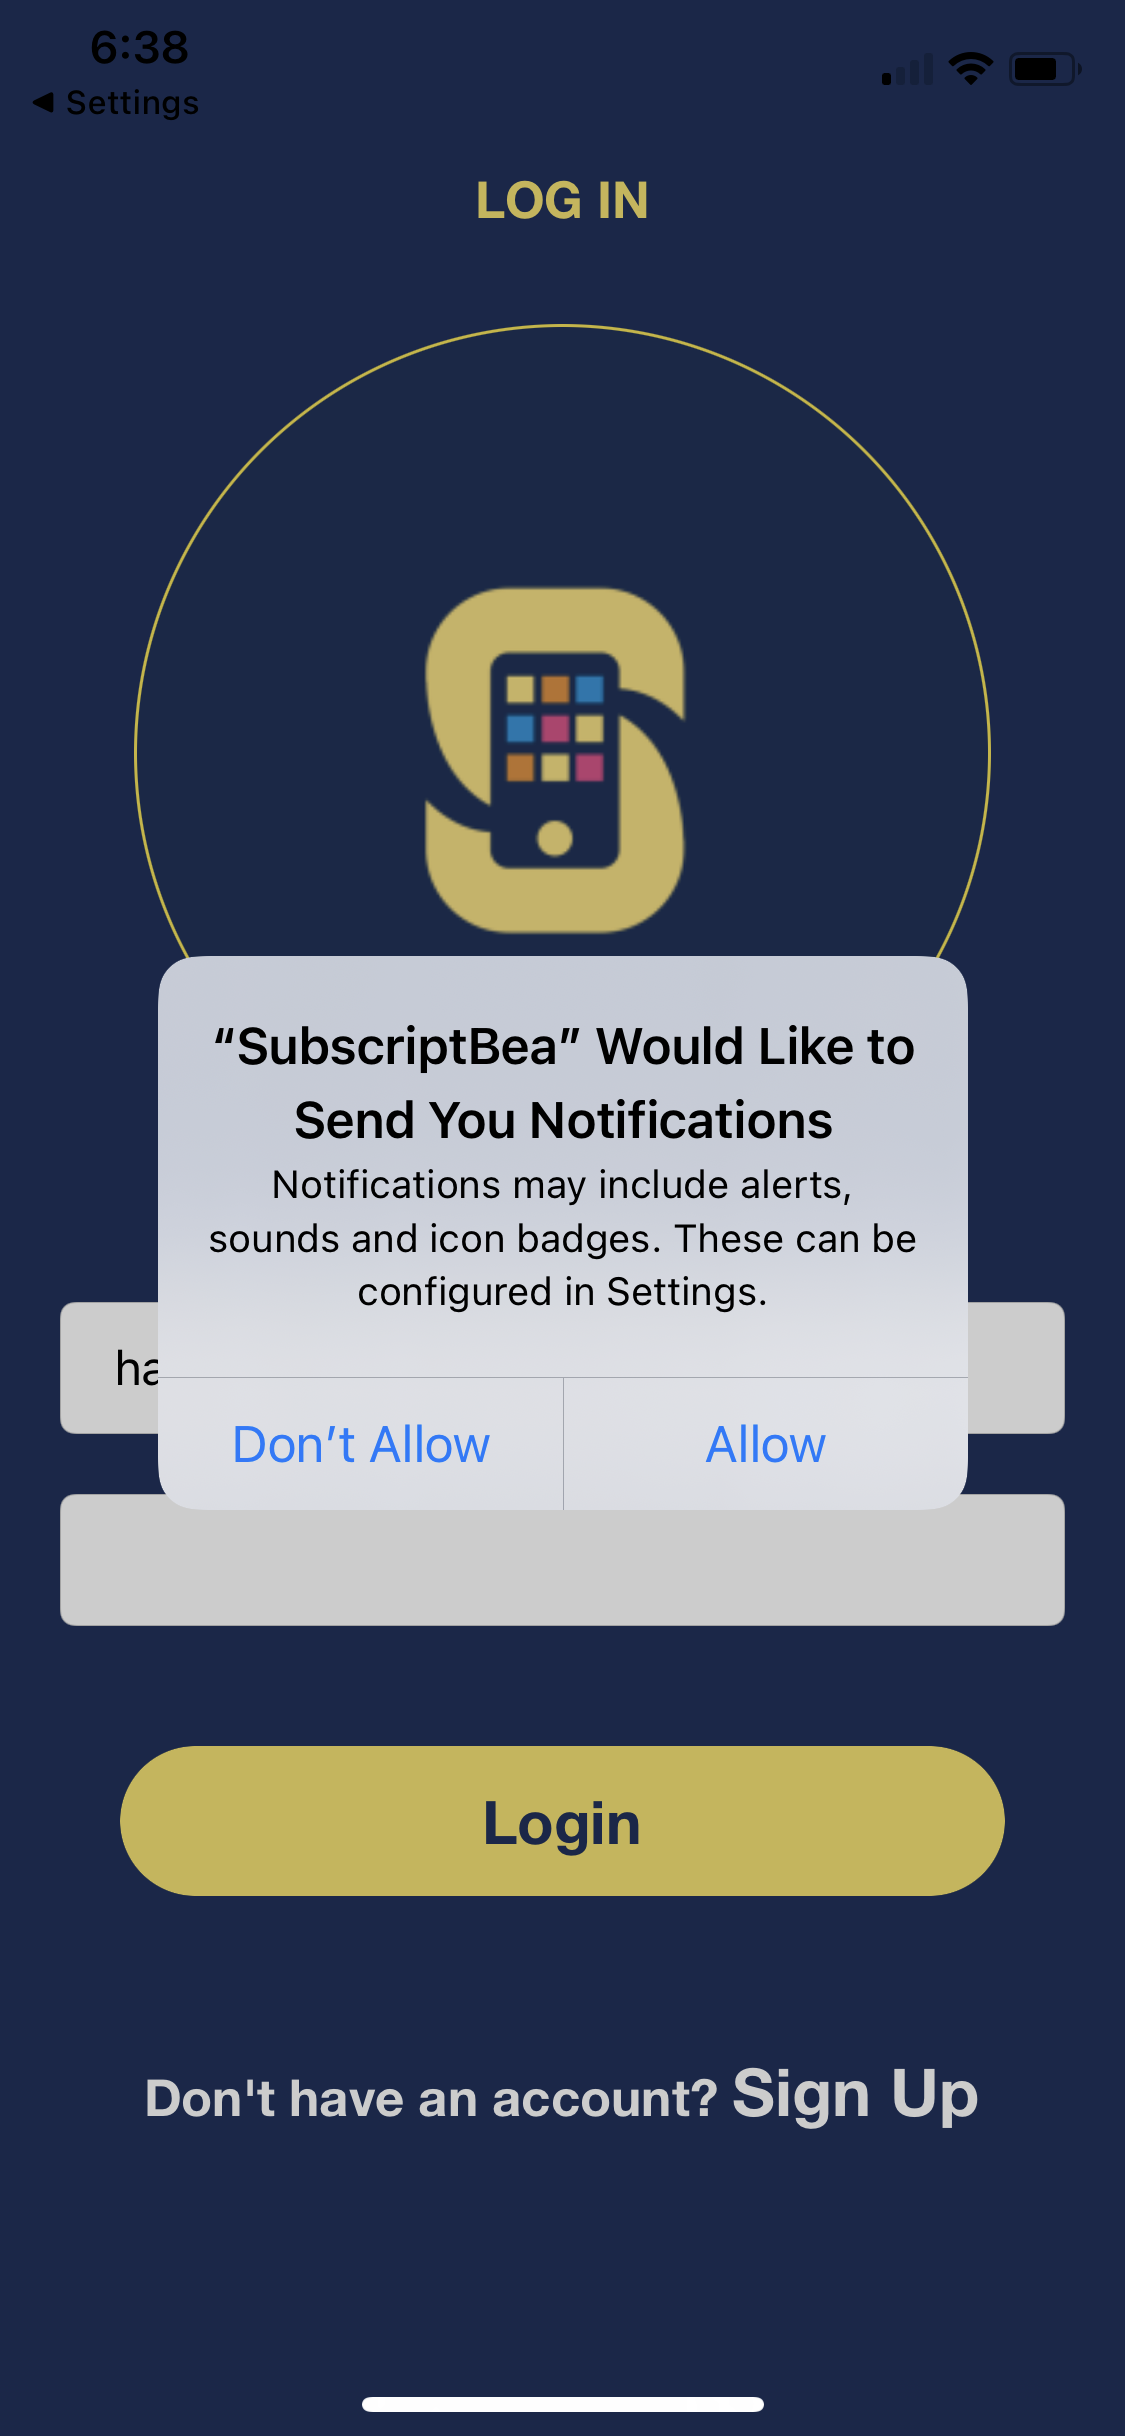 6:38
◀ Settings
LOG IN
“SubscriptBea” Would Like to
Send You Notifications
Notifications may include alerts,
sounds and icon badges. These can be
configured in Settings.
ha
Don’t Allow
Allow
Login
Don't have an account? Sign Up